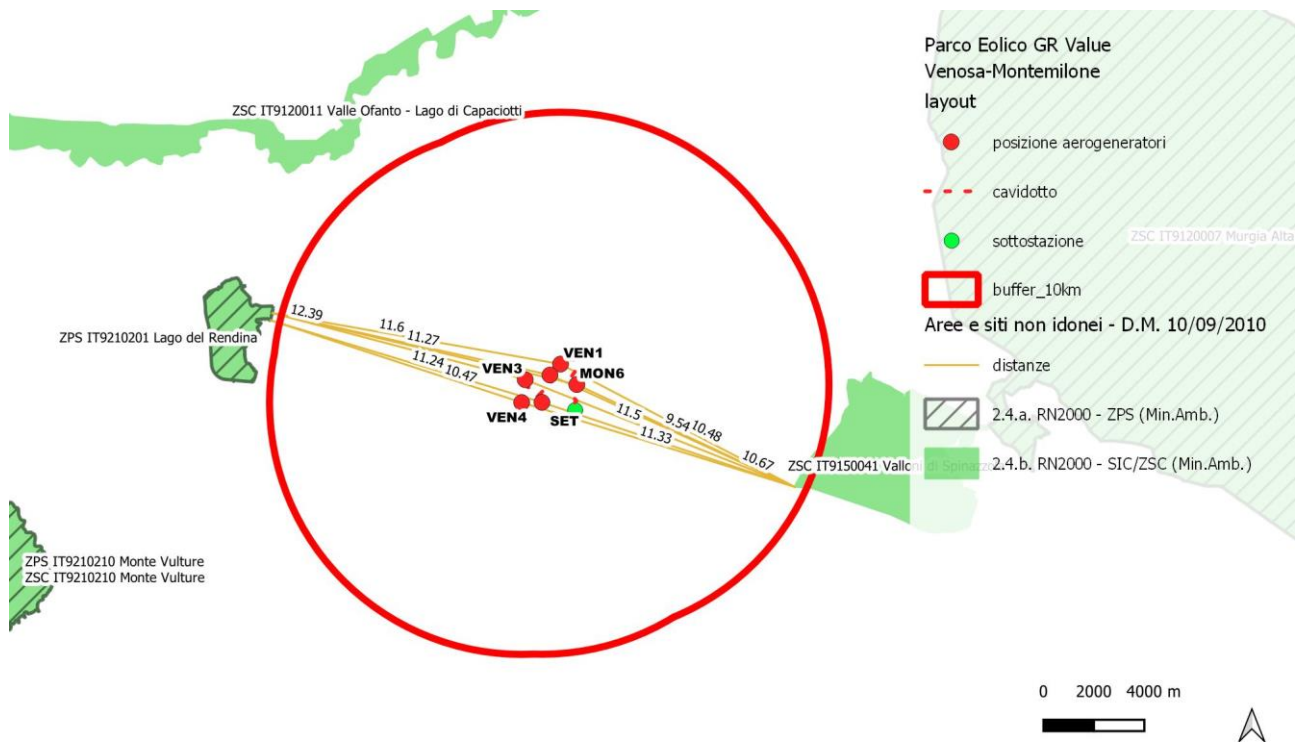 Parco Eolico GR Value
Venosa-Montemilone
layout
posizione aerogeneratori
cavidotto
sottostazione
buffer_10km
Aree e siti non idonei - D.M. 10/09/2010
distanze
2.4.a. RN2000 - ZPS (Min.Amb.)
2.4.b. RN2000 - SIC/ZSC (Min.Amb.)
ZSC IT9120011 Valle Ofanto - Lago di Capaciotti
ZSC IT9120007 Murgia Alta
ZPS IT9210201 Lago del Rendina
12.39
11.6
11.27
VEN1
VEN3
MON6
11.24
10.47
VEN4
SET
11.5
9.54
10.48
11.33
10.67
ZSC IT9150041 Valloni di Spinazz
ZPS IT9210210 Monte Vulture
ZSC IT9210210 Monte Vulture
0 2000 4000 m